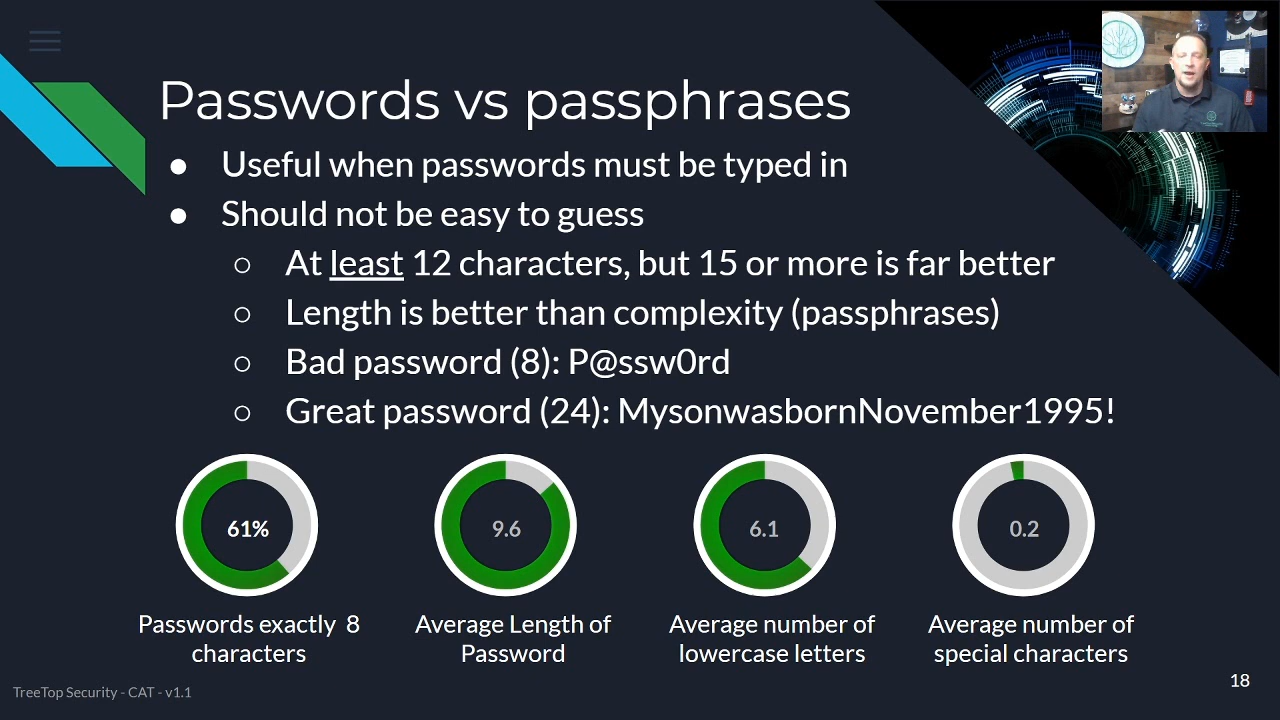 Passwords vs passphrases
● Useful when passwords must be typed in
● Should not be easy to guess
○ At least 12 characters, but 15 or more is far better
○ Length is better than complexity (passphrases)
○ Bad password (8): P@ssw0rd
○ Great password (24): MysonwasbornNovember1995!
61%
9.6
6.1
0.2
Passwords exactly 8
characters
Average Length of
Password
Average number of
lowercase letters
Average number of
special characters
TreeTop Security - CAT - v1.1
18